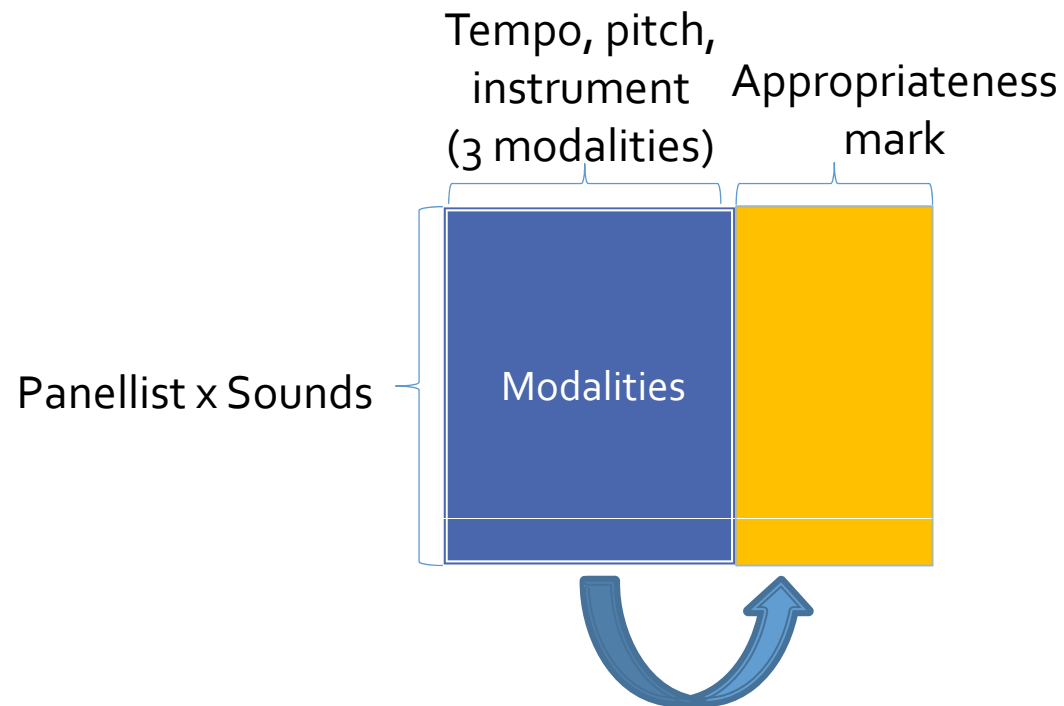 Tempo, pitch,
instrument
(3 modalities)
Appropriateness
mark
Panellist x Sounds
Modalities